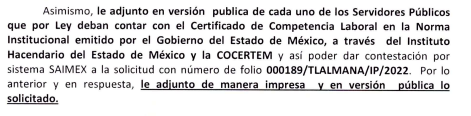 Asimismo, le adjunto en versión publica de cada uno de los Servidores Públicos
que por Ley deban contar con el Certificado de Competencia Laboral en la Norma
Institucional emitido por el Gobierno del Estado de México, a través del Instituto
Hacendario del Estado de México y la COCERTEM y así poder dar contestación por
sistema SAIMEX a la solicitud con número de folio 000189/TLALMANA/IP/2022. Por lo
anterior y en respuesta, le adjunto de manera impresa y en versión pública lo
solicitado.